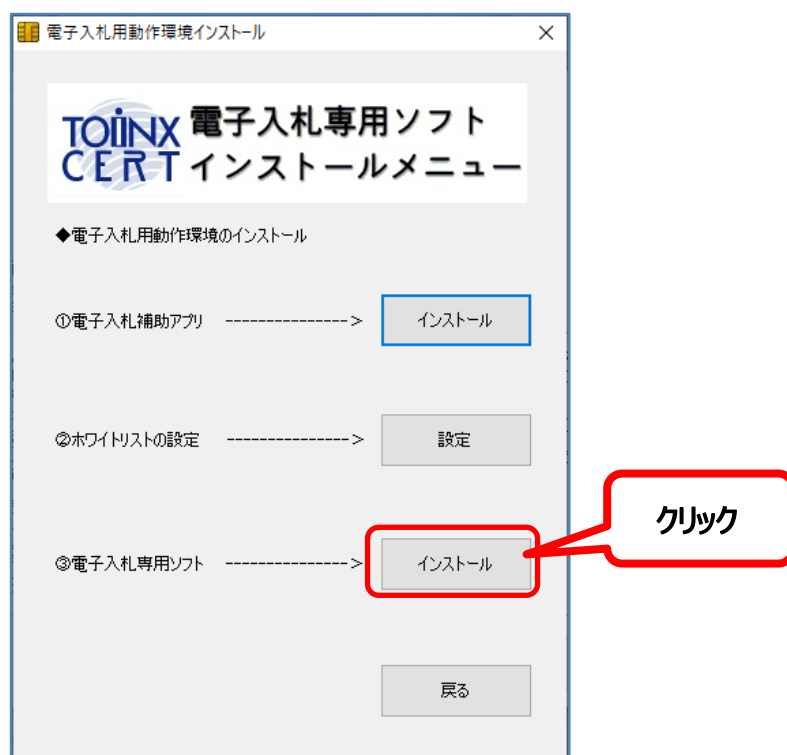 電子入札用動作環境インストール
TOiNX 電子入札専用ソフト
CERT インストールメニュー
◆電子入札用動作環境のインストール
①電子入札補助アプリ ---------------> インストール
②ホワイトリストの設定 ---------------> 設定
③電子入札専用ソフト ---------------> インストール
クリック
戻る